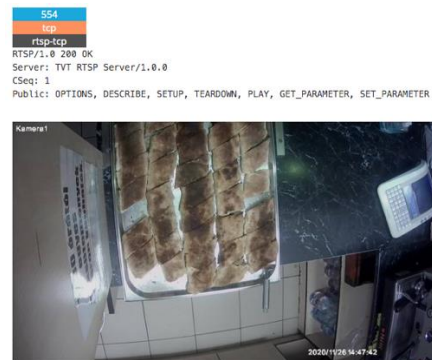 554
tcp
rtsp-tcp
RTSP/1.0 200 OK
Server: TVT RTSP Server/1.0.0
CSeq: 1
Public: OPTIONS, DESCRIBE, SETUP, TEARDOWN, PLAY, GET_PARAMETER, SET_PARAMETER
Kamera1
2020/11/26 14:47:42